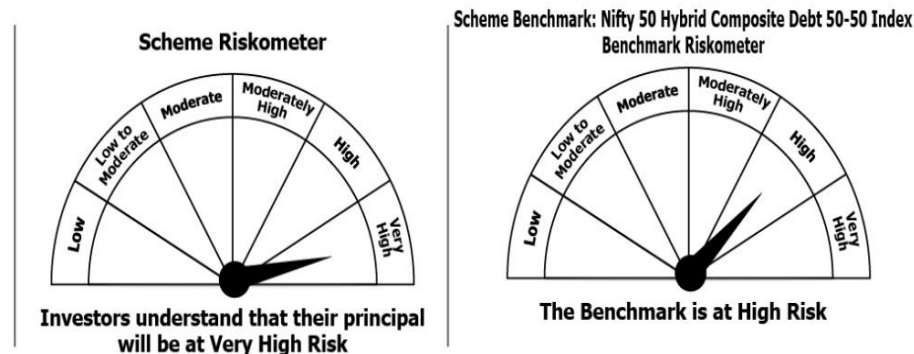 Scheme Riskometer
Low
Low to
Moderate
Moderate
Moderately
High
High
Very
High
Investors understand that their principal
will be at Very High Risk
Scheme Benchmark: Nifty 50 Hybrid Composite Debt 50-50 Index
Benchmark Riskometer
Low
Low to
Moderate
Moderate
Moderately
High
High
Very
High
The Benchmark is at High Risk